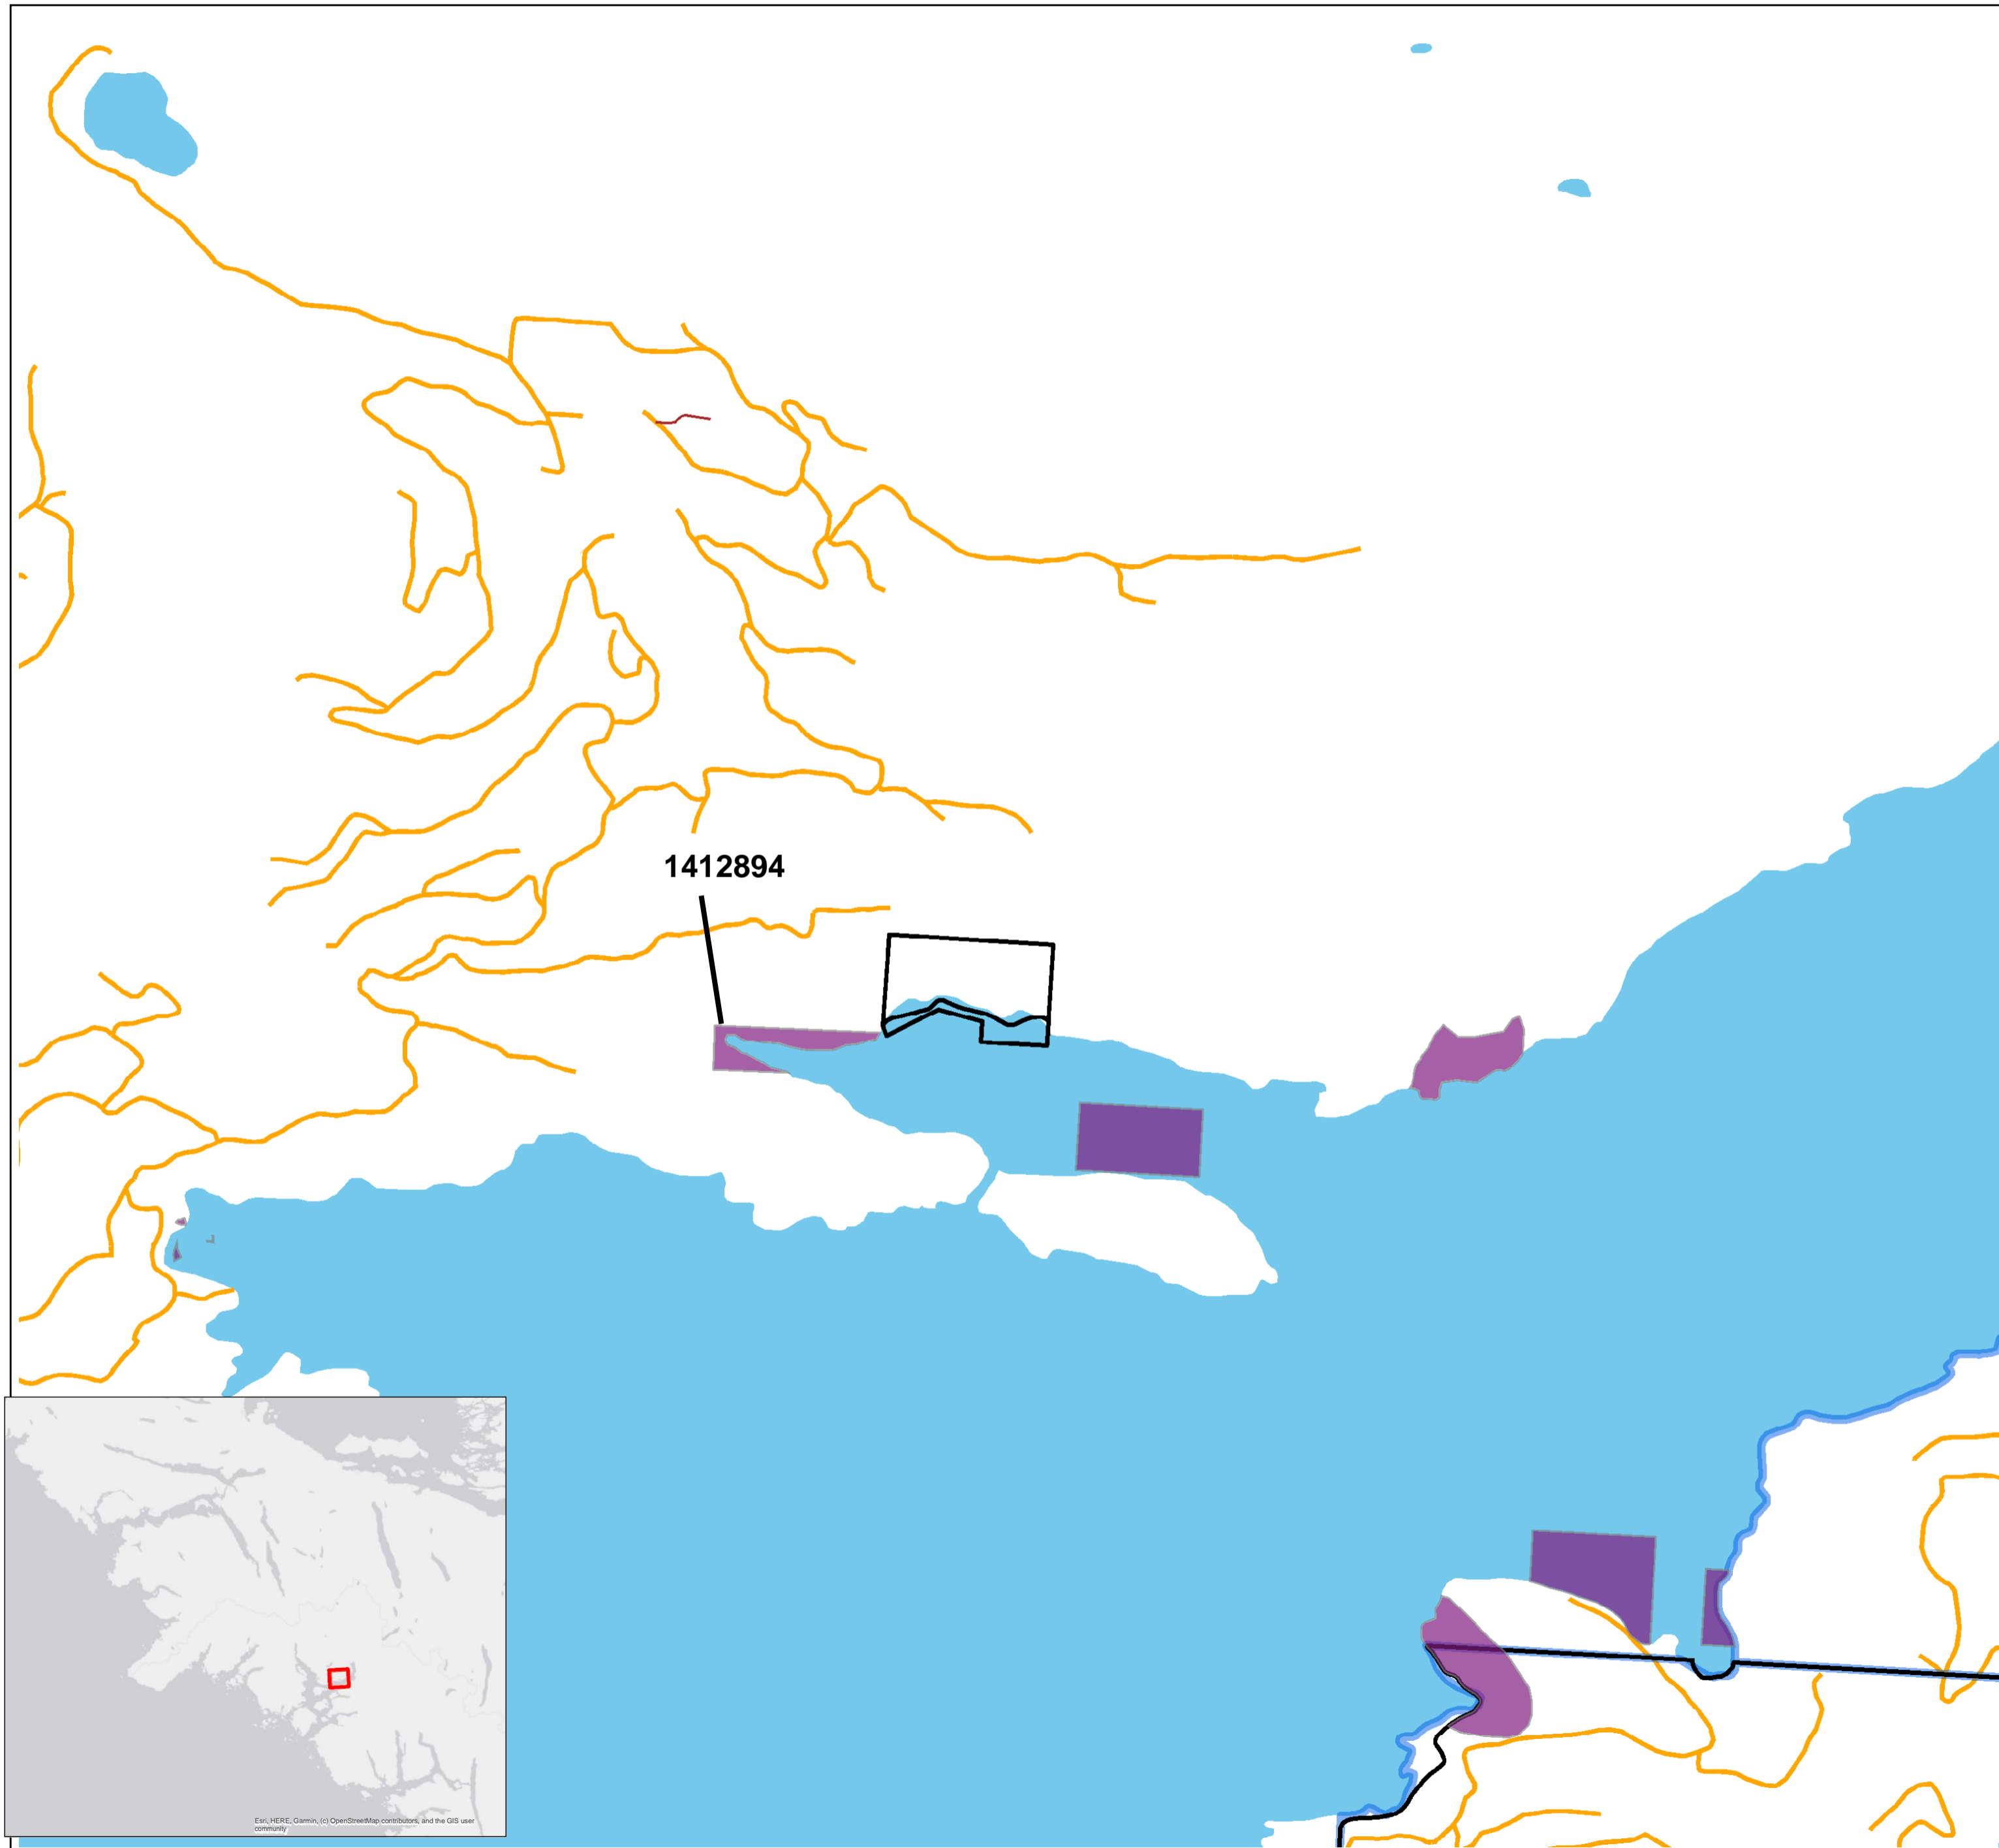 1412894
Esri, HERE, Garmin, (c) OpenStreetMap contributors, and the GIS user
community